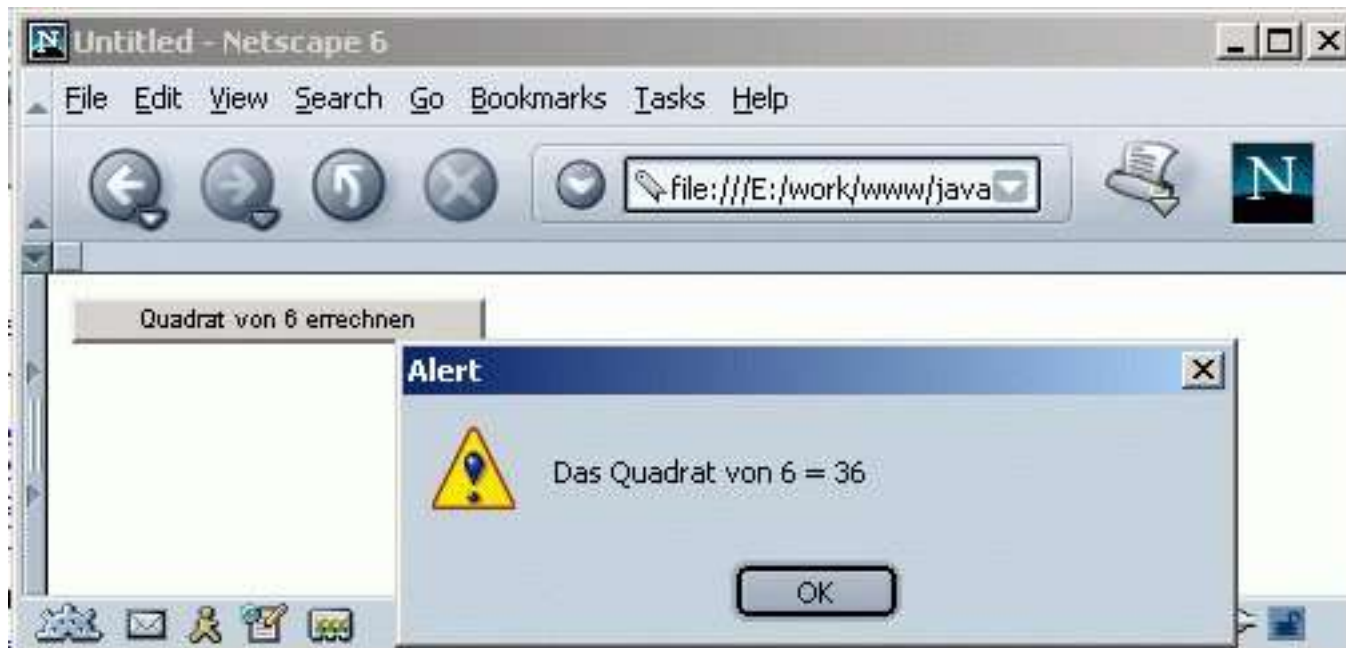 Untitled - Netscape 6
File Edit View Search Go Bookmarks Tasks Help
file:///E:/work/www/java
N
Quadrat von 6 errechnen
Alert
Das Quadrat von 6 = 36
OK